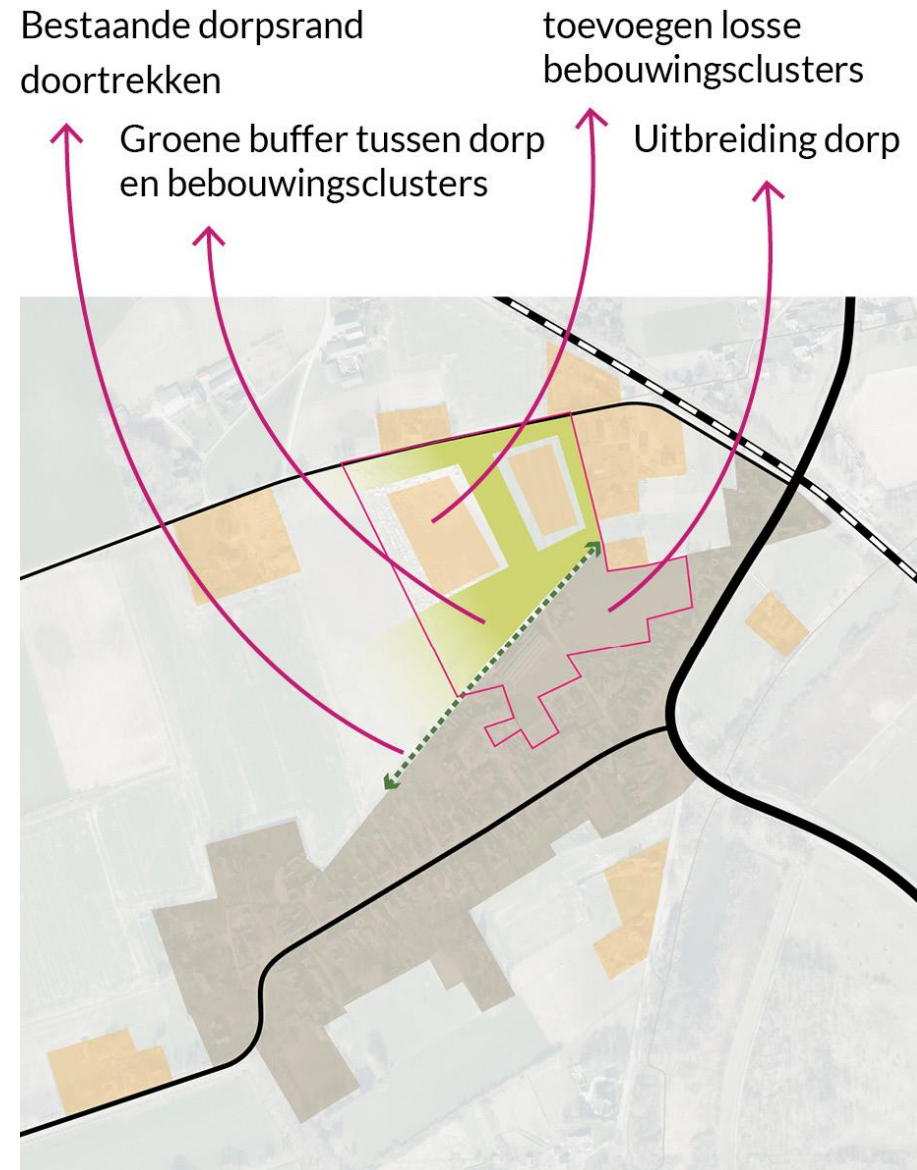 Bestaande dorpsrand
doortrekken
toevoegen losse
bebouwingsclusters
Groene buffer tussen dorp
en bebouwingsclusters
Uitbreiding dorp